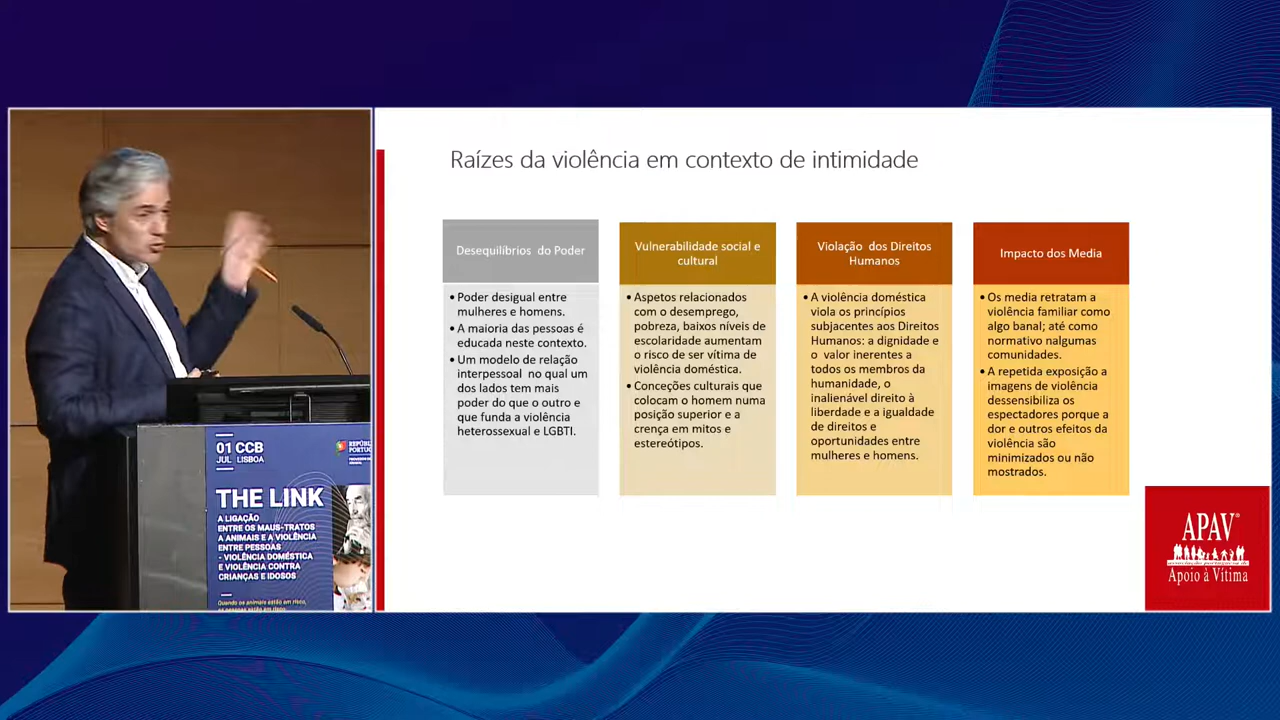 Raízes da violência em contexto de intimidade
Desequilíbrios do Poder
• Poder desigual entre
mulheres e homens.
• A maioria das pessoas é
educada neste contexto.
• Um modelo de relação
interpessoal no qual um
dos lados tem mais
poder do que o outro e
que funda a violência
heterossexual e LGBTI.
Vulnerabilidade social e
cultural
• Aspetos relacionados
com o desemprego,
pobreza, baixos níveis de
escolaridade aumentam
o risco de ser vítima de
violência doméstica.
• Conceções culturais que
colocam o homem numa
posição superior e a
crença em mitos e
estereótipos.
Violação dos Direitos
Humanos
• A violência doméstica
viola os princípios
subjacentes aos Direitos
Humanos: a dignidade e
o valor inerentes a
todos os membros da
humanidade, o
inalienável direito à
liberdade e a igualdade
de direitos e
oportunidades entre
mulheres e homens.
Impacto dos Media
• Os media retratam a
violência familiar como
algo banal; até como
normativo nalgumas
comunidades.
• A repetida exposição a
imagens de violência
dessensibiliza os
espectadores porque a
dor e outros efeitos da
violência são
minimizados ou não
mostrados.
APAV®
Apoio à Vítima
01 CCB
JUL LISBOA
THE LINK
A LIGAÇÃO
ENTRE OS MAUS-TRATOS
A ANIMAIS E A VIOLÊNCIA
ENTRE PESSOAS
- VIOLÊNCIA DOMÉSTICA
E VIOLÊNCIA CONTRA
CRIANÇAS E IDOSOS
Quando os animais estão em risco,